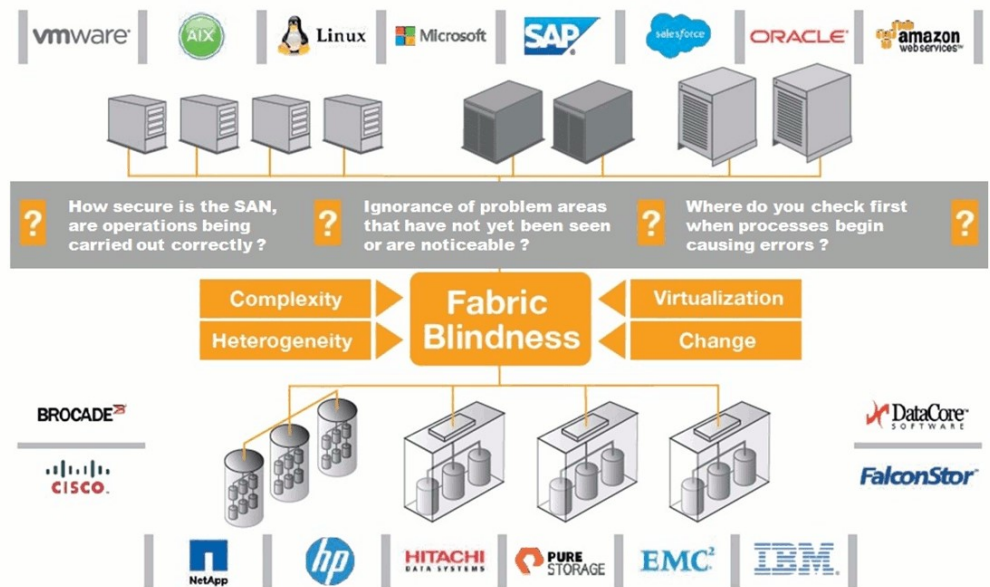 vmware
AIX
Linux
Microsoft
SAP
salesforce
ORACLE
amazon
web services™
?
How secure is the SAN,
are operations being
carried out correctly ?
?
Ignorance of problem areas
that have not yet been seen
or are noticeable ?
?
Where do you check first
when processes begin
causing errors ?
?
Complexity
Heterogeneity
Fabric
Blindness
Virtualization
Change
BROCADE
CISCO.
DataCore
SOFTWARE
FalconStor
NetApp
hp
HITACHI
DATA SYSTEMS
PURE
STORAGE
EMC²
IBM